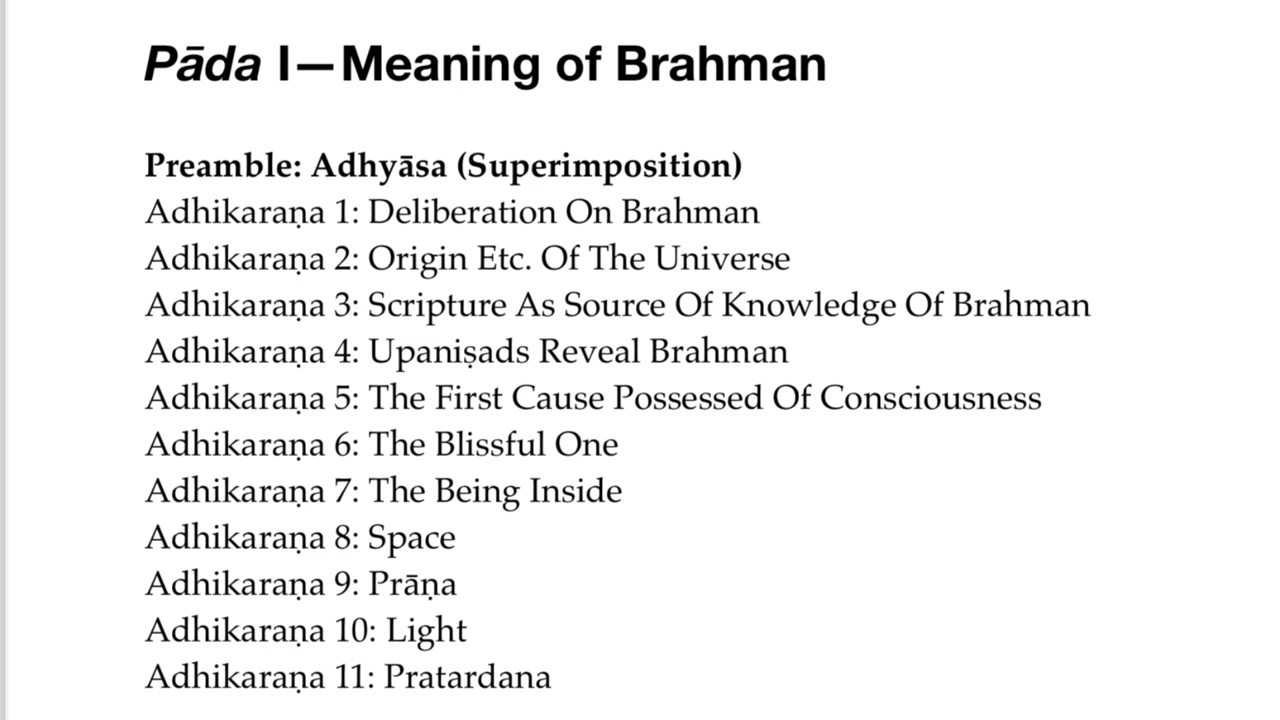 Pāda I—Meaning of Brahman
Preamble: Adhyāsa (Superimposition)
Adhikaraṇa 1: Deliberation On Brahman
Adhikaraṇa 2: Origin Etc. Of The Universe
Adhikaraṇa 3: Scripture As Source Of Knowledge Of Brahman
Adhikaraṇa 4: Upaniṣads Reveal Brahman
Adhikaraṇa 5: The First Cause Possessed Of Consciousness
Adhikaraṇa 6: The Blissful One
Adhikaraṇa 7: The Being Inside
Adhikaraṇa 8: Space
Adhikaraṇa 9: Prāṇa
Adhikaraṇa 10: Light
Adhikaraṇa 11: Pratardana